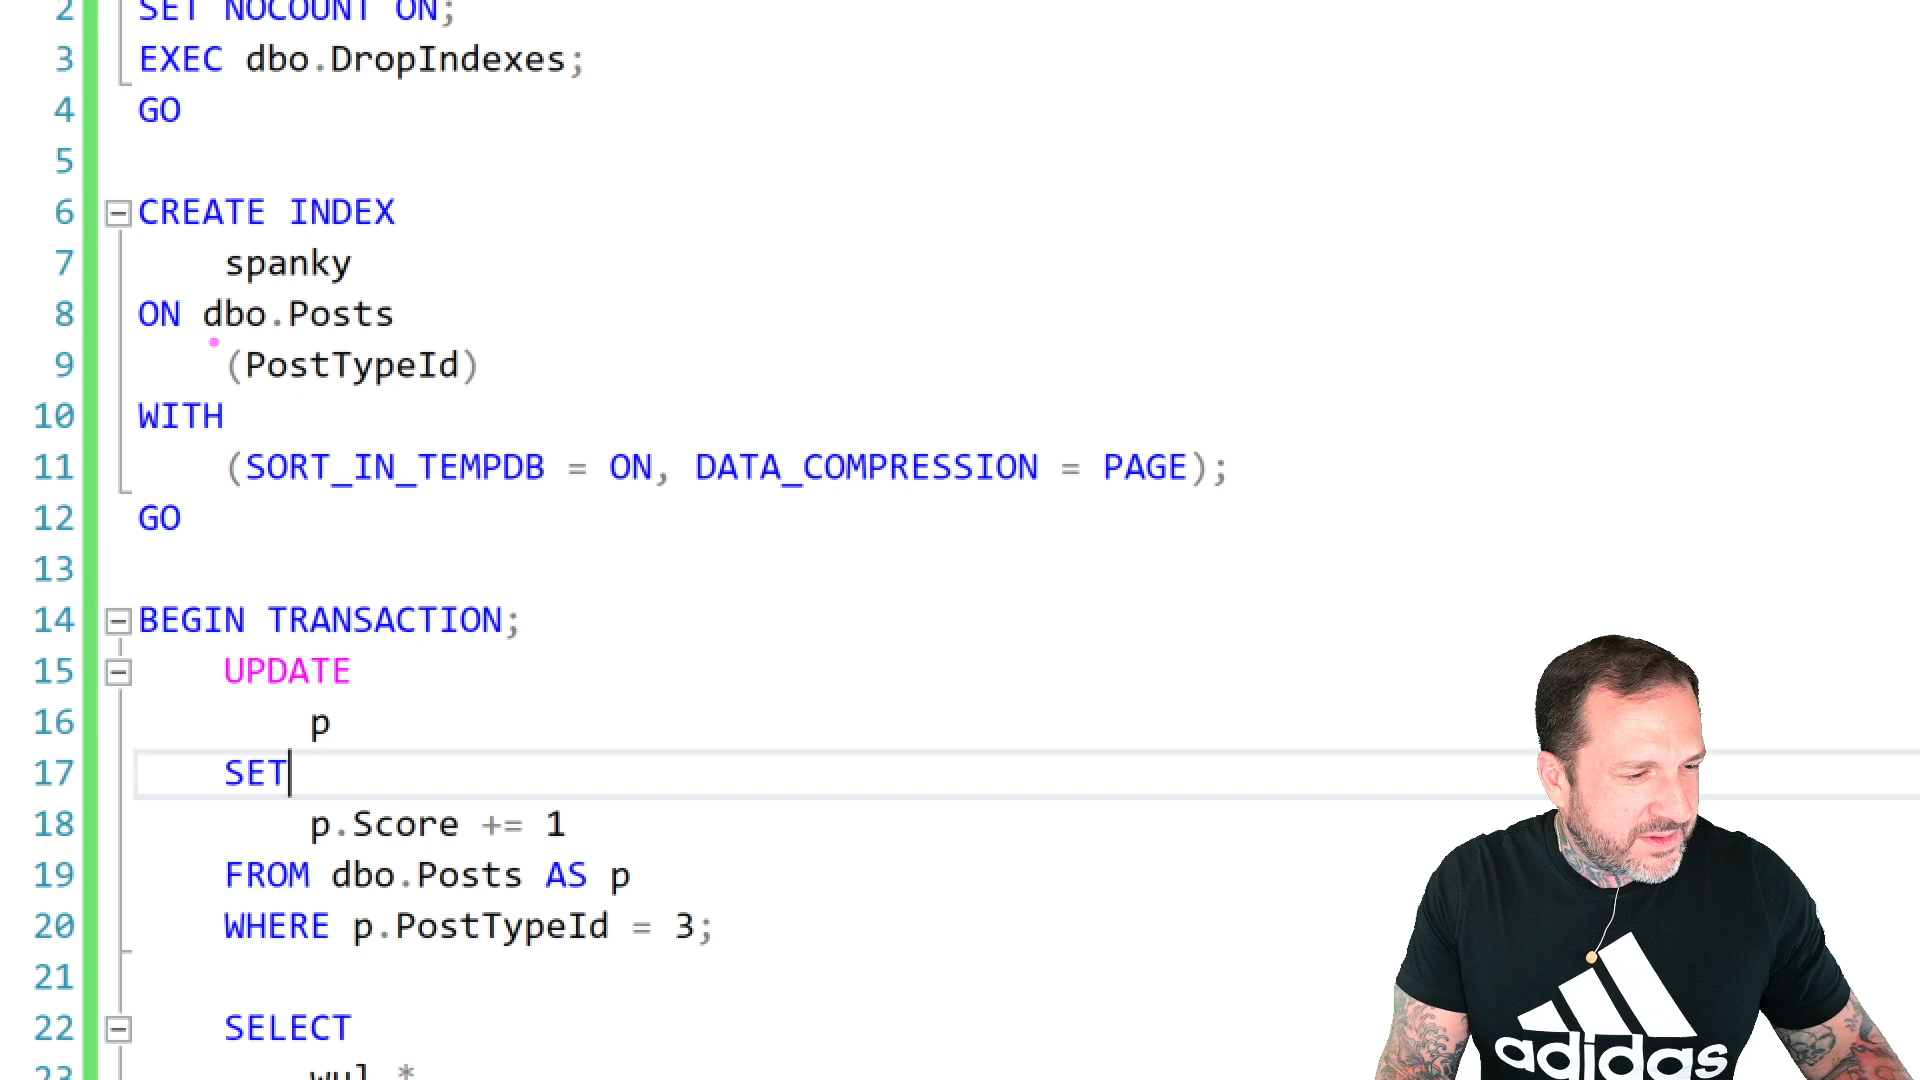 2 SET NOCOUNT ON;
3 EXEC dbo.DropIndexes;
4 GO
5
6 CREATE INDEX
7 spanky
8 ON dbo.Posts
9 (PostTypeId)
10 WITH
11 (SORT_IN_TEMPDB = ON, DATA_COMPRESSION = PAGE);
12 GO
13
14 BEGIN TRANSACTION;
15 UPDATE
16 p
17 SET
18 p.Score += 1
19 FROM dbo.Posts AS p
20 WHERE p.PostTypeId = 3;
21
22 SELECT
23 wul.*
adidas